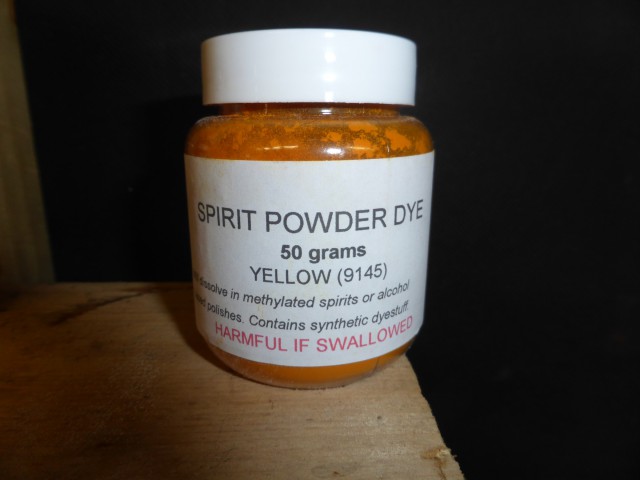 SPIRIT POWDER DYE
50 grams
YELLOW (9145)
dissolve in methylated spirits or alcohol
polishes. Contains synthetic dyestuff.
HARMFUL IF SWALLOWED